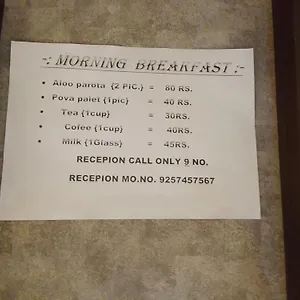 -: MORNING BREAKFAST :-
• Aloo parota {2 PIC.} = 80 RS.
• Pova palet {1pic} = 40 RS.
• Tea {1cup} = 30RS.
• Cofee {1cup} = 40RS.
• Milk {1Glass} = 45RS.
RECEPION CALL ONLY 9 NO.
RECEPION MO.NO. 9257457567